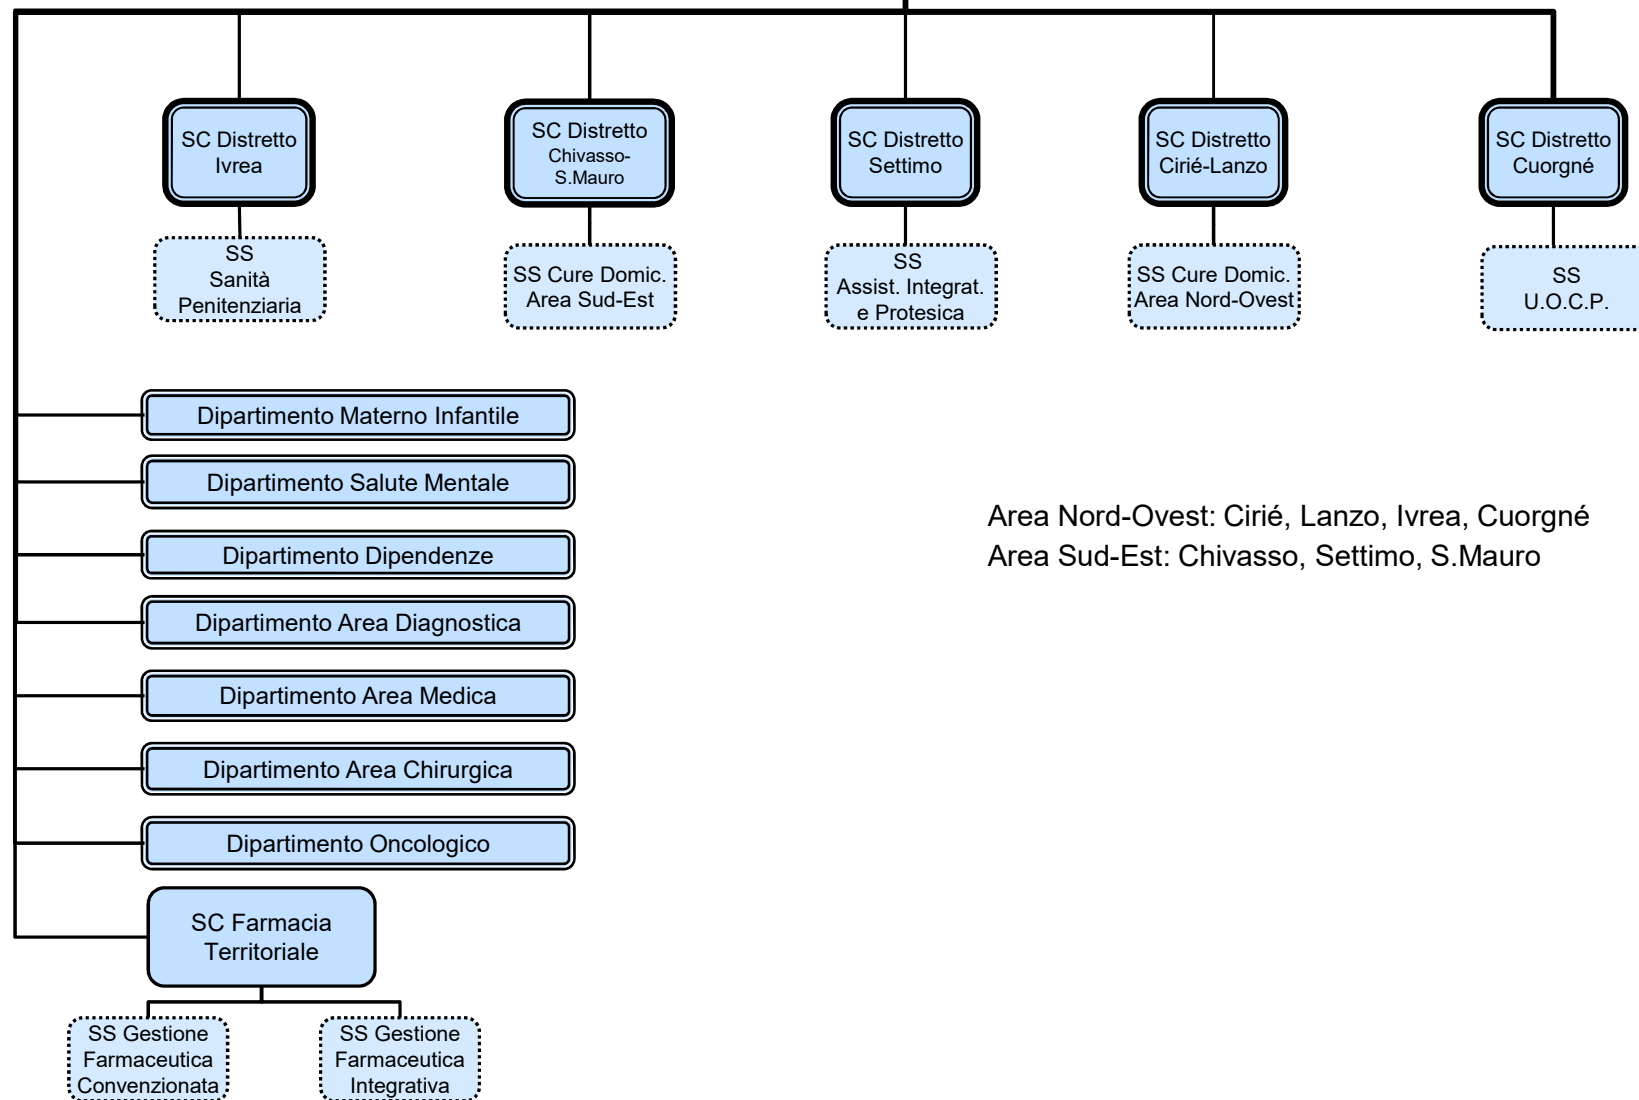 SC Distretto
Ivrea
SC Distretto
Chivasso-
S.Mauro
SC Distretto
Settimo
SC Distretto
Cirié-Lanzo
SC Distretto
Cuorgné
SS
Sanità
Penitenziaria
SS Cure Domic.
Area Sud-Est
SS
Assist. Integrat.
e Protesica
SS Cure Domic.
Area Nord-Ovest
SS
U.O.C.P.
Dipartimento Materno Infantile
Dipartimento Salute Mentale
Dipartimento Dipendenze
Dipartimento Area Diagnostica
Dipartimento Area Medica
Dipartimento Area Chirurgica
Dipartimento Oncologico
Area Nord-Ovest: Cirié, Lanzo, Ivrea, Cuorgné
Area Sud-Est: Chivasso, Settimo, S.Mauro
SC Farmacia
Territoriale
SS Gestione
Farmaceutica
Convenzionata
SS Gestione
Farmaceutica
Integrativa